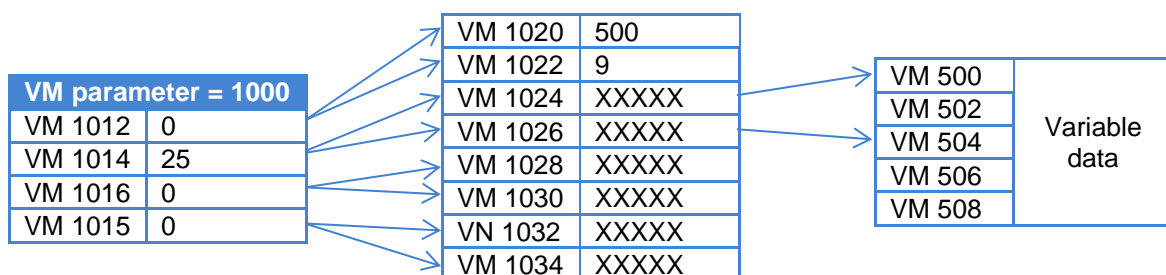 VM parameter = 1000
VM 1012 0
VM 1014 25
VM 1016 0
VM 1015 0
VM 1020 500
VM 1022 9
VM 1024 XXXXX
VM 1026 XXXXX
VM 1028 XXXXX
VM 1030 XXXXX
VN 1032 XXXXX
VM 1034 XXXXX
VM 500
VM 502
VM 504
VM 506
VM 508
Variable
data